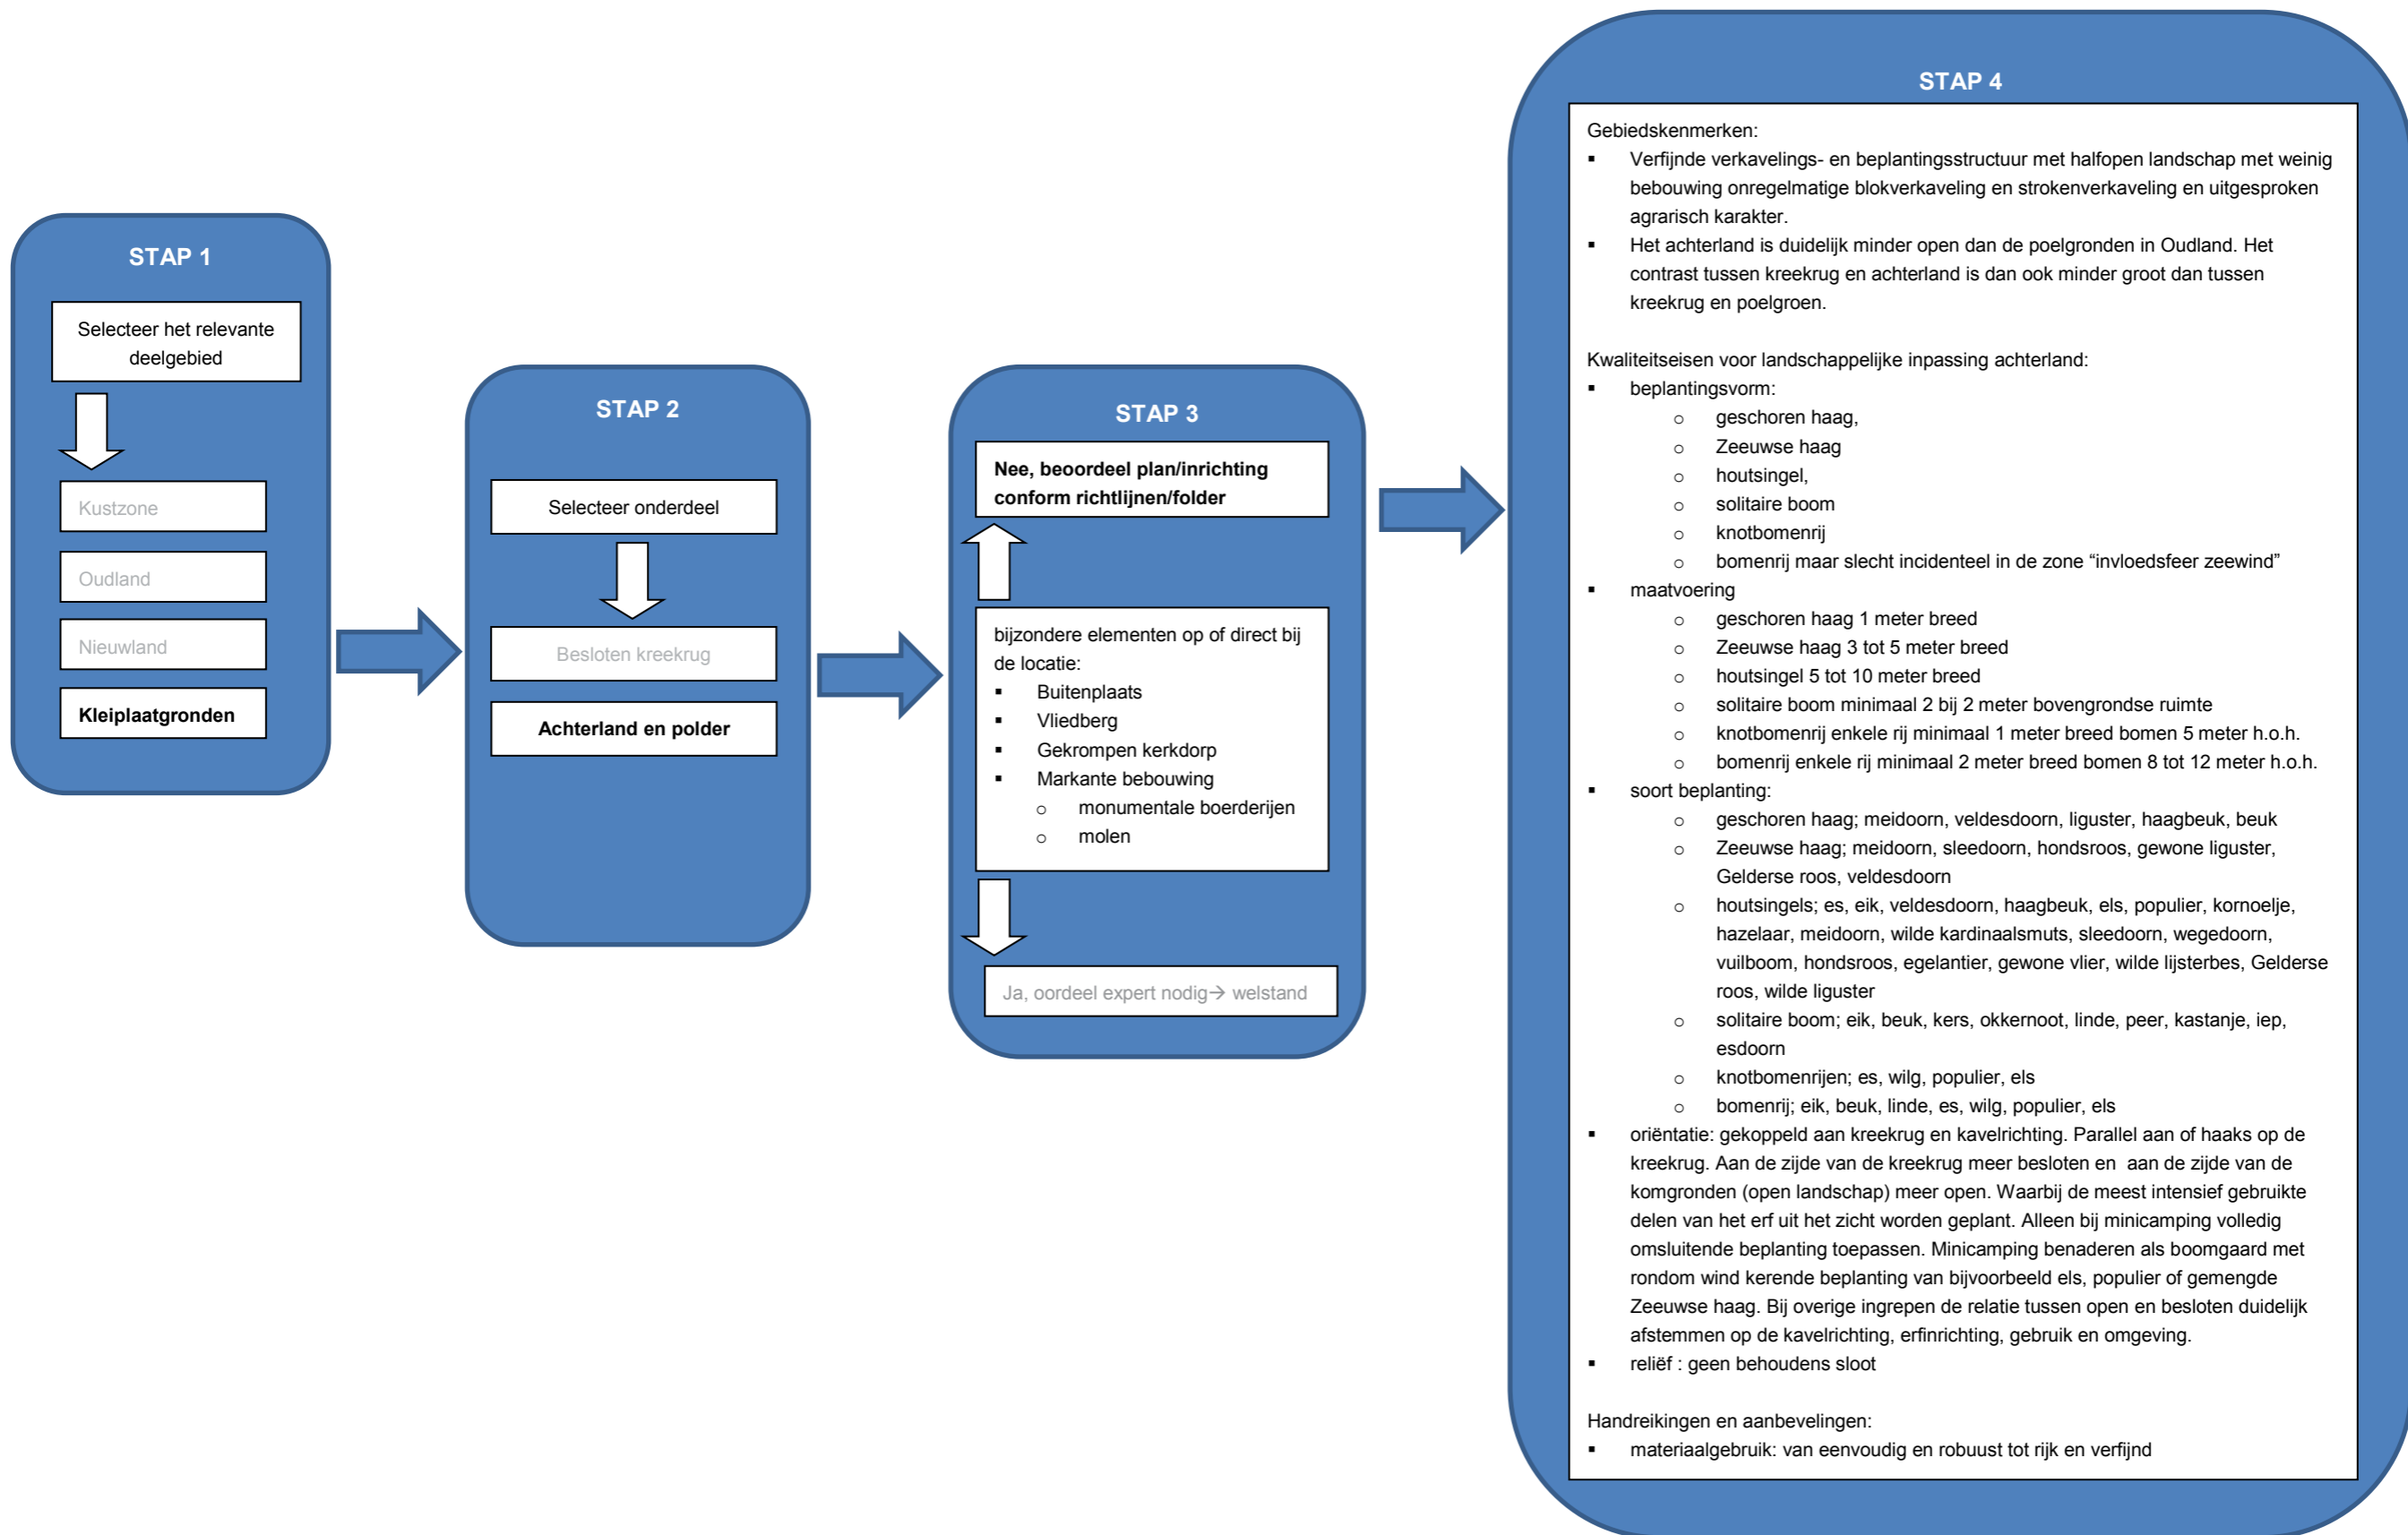 STAP 1
Selecteer het relevante
deelgebied
Kustzone
Oudland
Nieuwland
Kleiplaatgronden
STAP 2
Selecteer onderdeel
Besloten kreekrug
Achterland en polder
STAP 3
Nee, beoordeel plan/inrichting
conform richtlijnen/folder
bijzondere elementen op of direct bij
de locatie:
▪ Buitenplaats
▪ Vliedberg
▪ Gekrompen kerkdorp
▪ Markante bebouwing
o monumentale boerderijen
o molen
Ja, oordeel expert nodig→ welstand
STAP 4
Gebiedskenmerken:
▪ Verfijnde verkavelings- en beplantingsstructuur met halfopen landschap met weinig
bebouwing onregelmatige blokverkaveling en strokenverkaveling en uitgesproken
agrarisch karakter.
▪ Het achterland is duidelijk minder open dan de poelgronden in Oudland. Het
contrast tussen kreekrug en achterland is dan ook minder groot dan tussen
kreekrug en poelgroen.
Kwaliteitseisen voor landschappelijke inpassing achterland:
▪ beplantingsvorm:
o geschoren haag,
o Zeeuwse haag
o houtsingel,
o solitaire boom
o knotbomenrij
o bomenrij maar slecht incidenteel in de zone “invloedsfeer zeewind”
▪ maatvoering
o geschoren haag 1 meter breed
o Zeeuwse haag 3 tot 5 meter breed
o houtsingel 5 tot 10 meter breed
o solitaire boom minimaal 2 bij 2 meter bovengrondse ruimte
o knotbomenrij enkele rij minimaal 1 meter breed bomen 5 meter h.o.h.
o bomenrij enkele rij minimaal 2 meter breed bomen 8 tot 12 meter h.o.h.
▪ soort beplanting:
o geschoren haag; meidoorn, veldesdoorn, liguster, haagbeuk, beuk
o Zeeuwse haag; meidoorn, sleedoorn, hondsroos, gewone liguster,
Gelderse roos, veldesdoorn
o houtsingels; es, eik, veldesdoorn, haagbeuk, els, populier, kornoelje,
hazelaar, meidoorn, wilde kardinaalsmuts, sleedoorn, wegedoorn,
vuilboom, hondsroos, egelantier, gewone vlier, wilde lijsterbes, Gelderse
roos, wilde liguster
o solitaire boom; eik, beuk, kers, okkernoot, linde, peer, kastanje, iep,
esdoorn
o knotbomenrijen; es, wilg, populier, els
o bomenrij; eik, beuk, linde, es, wilg, populier, els
▪ oriëntatie: gekoppeld aan kreekrug en kavelrichting. Parallel aan of haaks op de
kreekrug. Aan de zijde van de kreekrug meer besloten en aan de zijde van de
komgronden (open landschap) meer open. Waarbij de meest intensief gebruikte
delen van het erf uit het zicht worden geplant. Alleen bij minicamping volledig
omsluitende beplanting toepassen. Minicamping benaderen als boomgaard met
rondom wind kerende beplanting van bijvoorbeeld els, populier of gemengde
Zeeuwse haag. Bij overige ingrepen de relatie tussen open en besloten duidelijk
afstemmen op de kavelrichting, erfinrichting, gebruik en omgeving.
▪ reliëf : geen behoudens sloot
Handreikingen en aanbevelingen:
▪ materiaalgebruik: van eenvoudig en robuust tot rijk en verfijnd